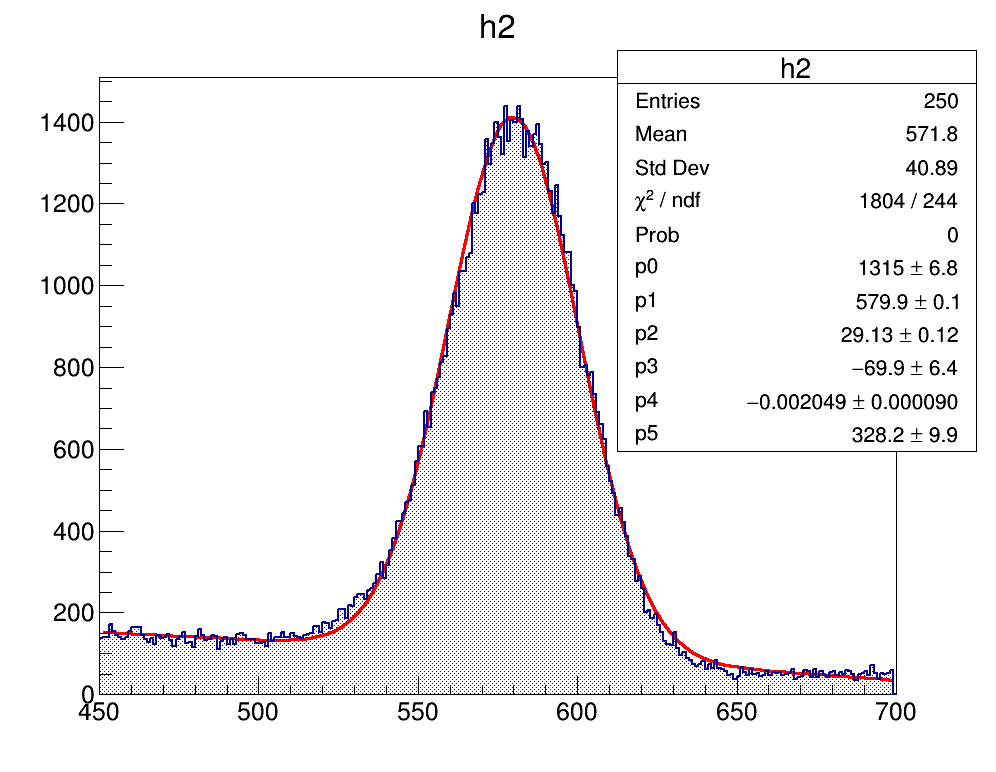 h2
h2
Entries 250
Mean 571.8
Std Dev 40.89
χ² / ndf 1804 / 244
Prob 0
p0 1315 ± 6.8
p1 579.9 ± 0.1
p2 29.13 ± 0.12
p3 −69.9 ± 6.4
p4 −0.002049 ± 0.000090
p5 328.2 ± 9.9
1400
1200
1000
800
600
400
200
0
450 500 550 600 650 700